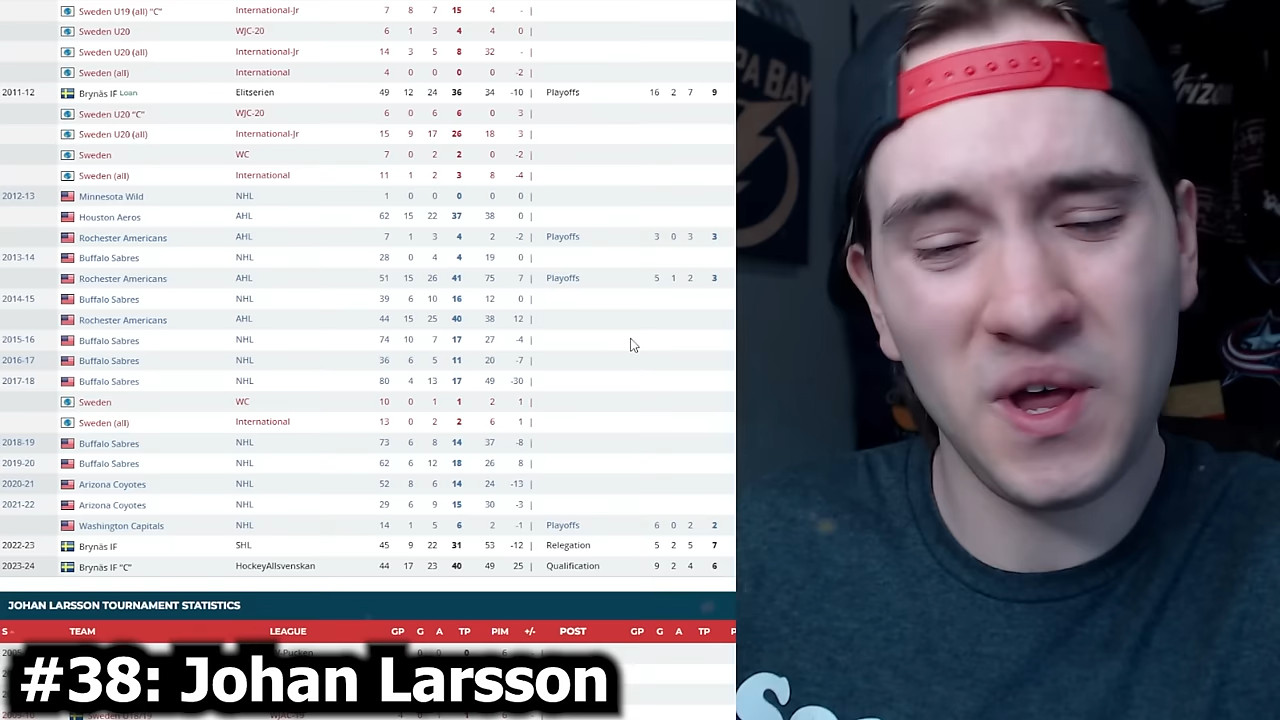 Sweden U19 (all) "C" International-Jr 7 8 7 15 4 - |
Sweden U20 WJC-20 6 1 3 4 4 0 |
Sweden U20 (all) International-Jr 14 3 5 8 32 - |
Sweden (all) International 4 0 0 0 0 -2 |
2011-12 Brynäs IF Loan Elitserien 49 12 24 36 34 -10 | Playoffs 16 2 7 9
Sweden U20 "C" WJC-20 6 0 6 6 0 3 |
Sweden U20 (all) International-Jr 15 9 17 26 18 3 |
Sweden WC 7 0 2 2 0 -2 |
Sweden (all) International 11 1 2 3 8 -4 |
2012-13 Minnesota Wild NHL 1 0 0 0 0 0 |
Houston Aeros AHL 62 15 22 37 38 0 |
Rochester Americans AHL 7 1 3 4 2 -2 | Playoffs 3 0 3 3
2013-14 Buffalo Sabres NHL 28 0 4 4 19 0 |
Rochester Americans AHL 51 15 26 41 75 7 | Playoffs 5 1 2 3
2014-15 Buffalo Sabres NHL 39 6 10 16 12 0 |
Rochester Americans AHL 44 15 25 40 38 12 |
2015-16 Buffalo Sabres NHL 74 10 7 17 27 -4 |
2016-17 Buffalo Sabres NHL 36 6 5 11 20 -7 |
2017-18 Buffalo Sabres NHL 80 4 13 17 49 -30 |
Sweden WC 10 0 1 1 2 1 |
Sweden (all) International 13 0 2 2 6 1 |
2018-19 Buffalo Sabres NHL 73 6 8 14 37 -8 |
2019-20 Buffalo Sabres NHL 62 6 12 18 26 8 |
2020-21 Arizona Coyotes NHL 52 8 6 14 24 -13 |
2021-22 Arizona Coyotes NHL 29 6 9 15 30 -3 |
Washington Capitals NHL 14 1 5 6 2 -1 | Playoffs 6 0 2 2
2022-23 Brynäs IF SHL 45 9 22 31 53 -12 | Relegation 5 2 5 7
2023-24 Brynäs IF "C" HockeyAllsvenskan 44 17 23 40 49 25 | Qualification 9 2 4 6
JOHAN LARSSON TOURNAMENT STATISTICS
S TEAM LEAGUE GP G A TP PIM +/- POST GP G A TP P
#38: Johan Larsson
PA BAY